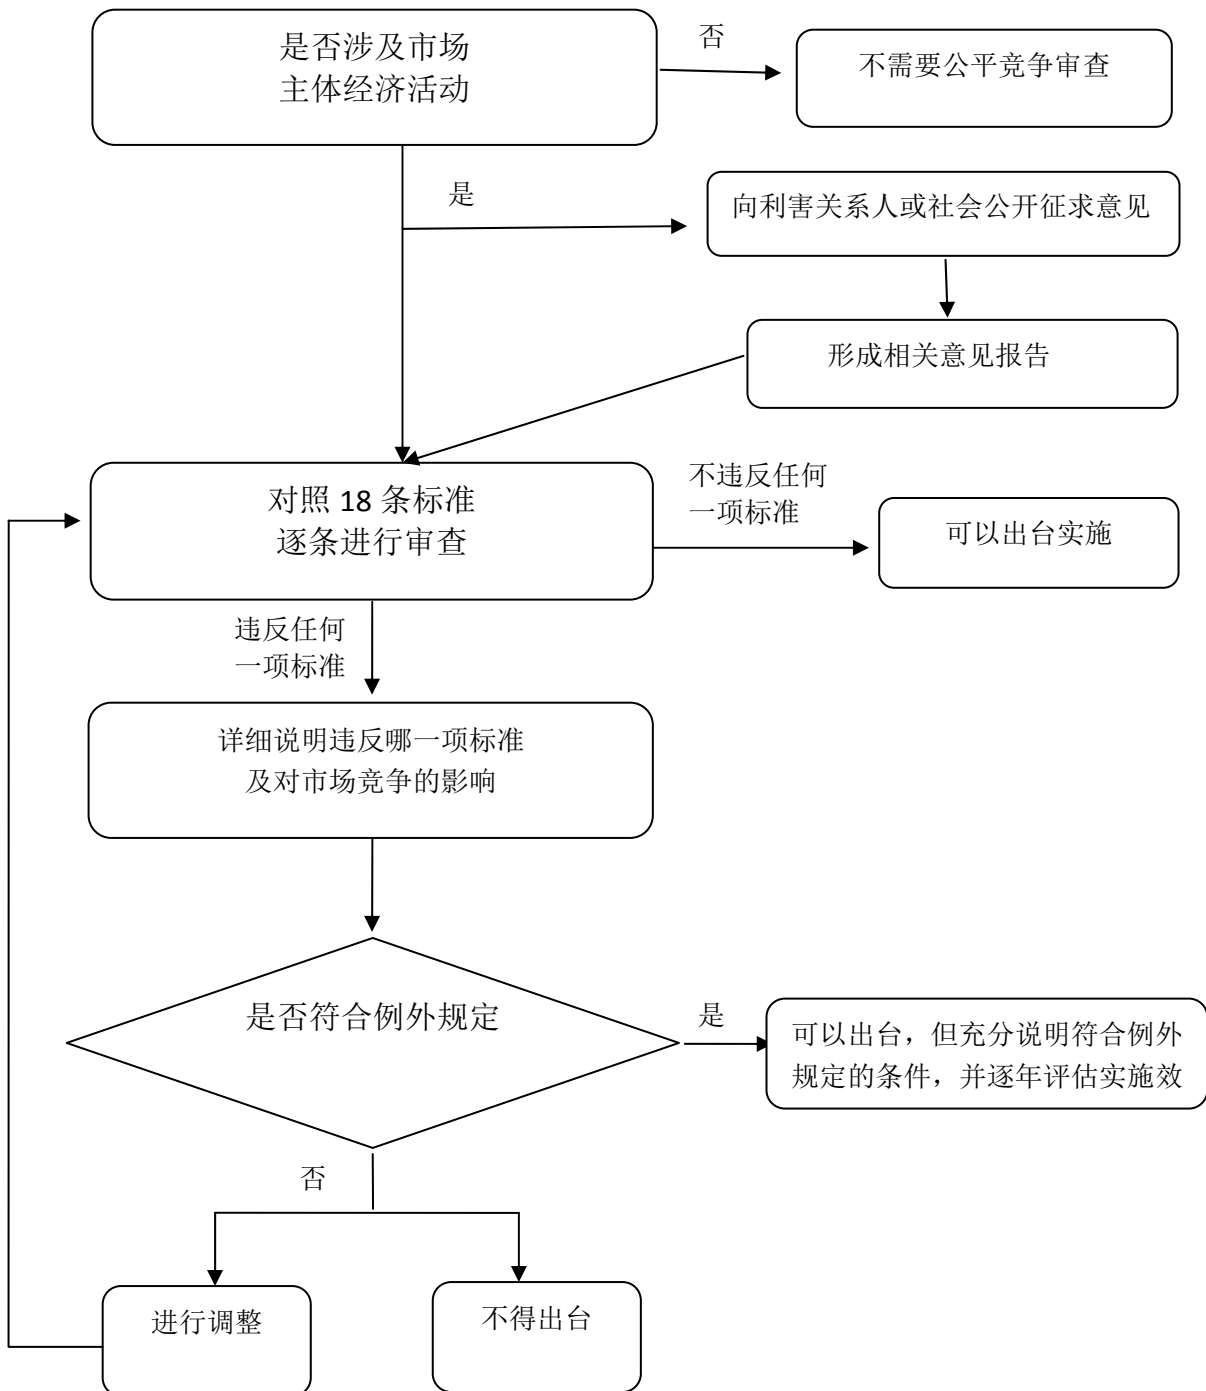 是否涉及市场
主体经济活动
否
不需要公平竞争审查
是
向利害关系人或社会公开征求意见
形成相关意见报告
对照 18 条标准
逐条进行审查
不违反任何
一项标准
可以出台实施
违反任何
一项标准
详细说明违反哪一项标准
及对市场竞争的影响
是否符合例外规定
是
可以出台，但充分说明符合例外
规定的条件，并逐年评估实施效
否
进行调整
不得出台